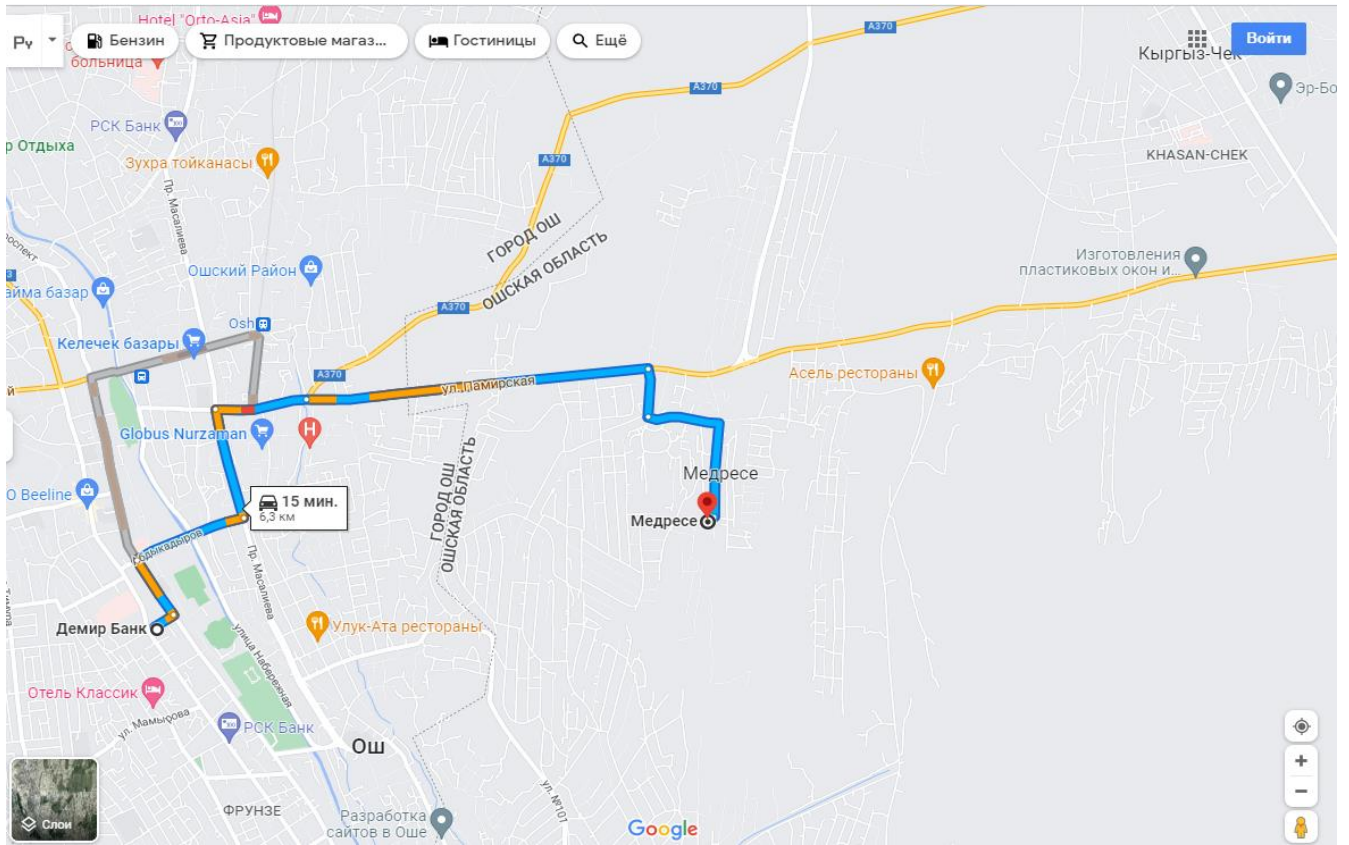 Hotel "Orto-Asia"
A370
Ру
Бензин
Продуктовые магаз...
Гостиницы
Ещё
Войти
больница
Кыргыз-Чек
A370
Эр-Бо
РСК Банк
р Отдыха
Зухра тойканасы
A370
KHASAN-CHEK
Пр. Масалиева
ГОРОД ОШ
ОШСКАЯ ОБЛАСТЬ
Изготовления
пластиковых окон и...
Ошский Район
айма базар
A370
Osh
Келечек базары
A370
ул. Памирская
Асель рестораны
й
Globus Nurzaman
H
ГОРОД ОШ
ОШСКАЯ ОБЛАСТЬ
Медресе
O Beeline
15 мин.
6,3 км
Медресе
Пр. Масалиева
Демир Банк
Улук-Ата рестораны
улица Набережная
Отель Классик
ул. Мамырова
РСК Банк
Ош
ул. №101
ФРУНЗЕ
Разработка
сайтов в Оше
Слои
Google